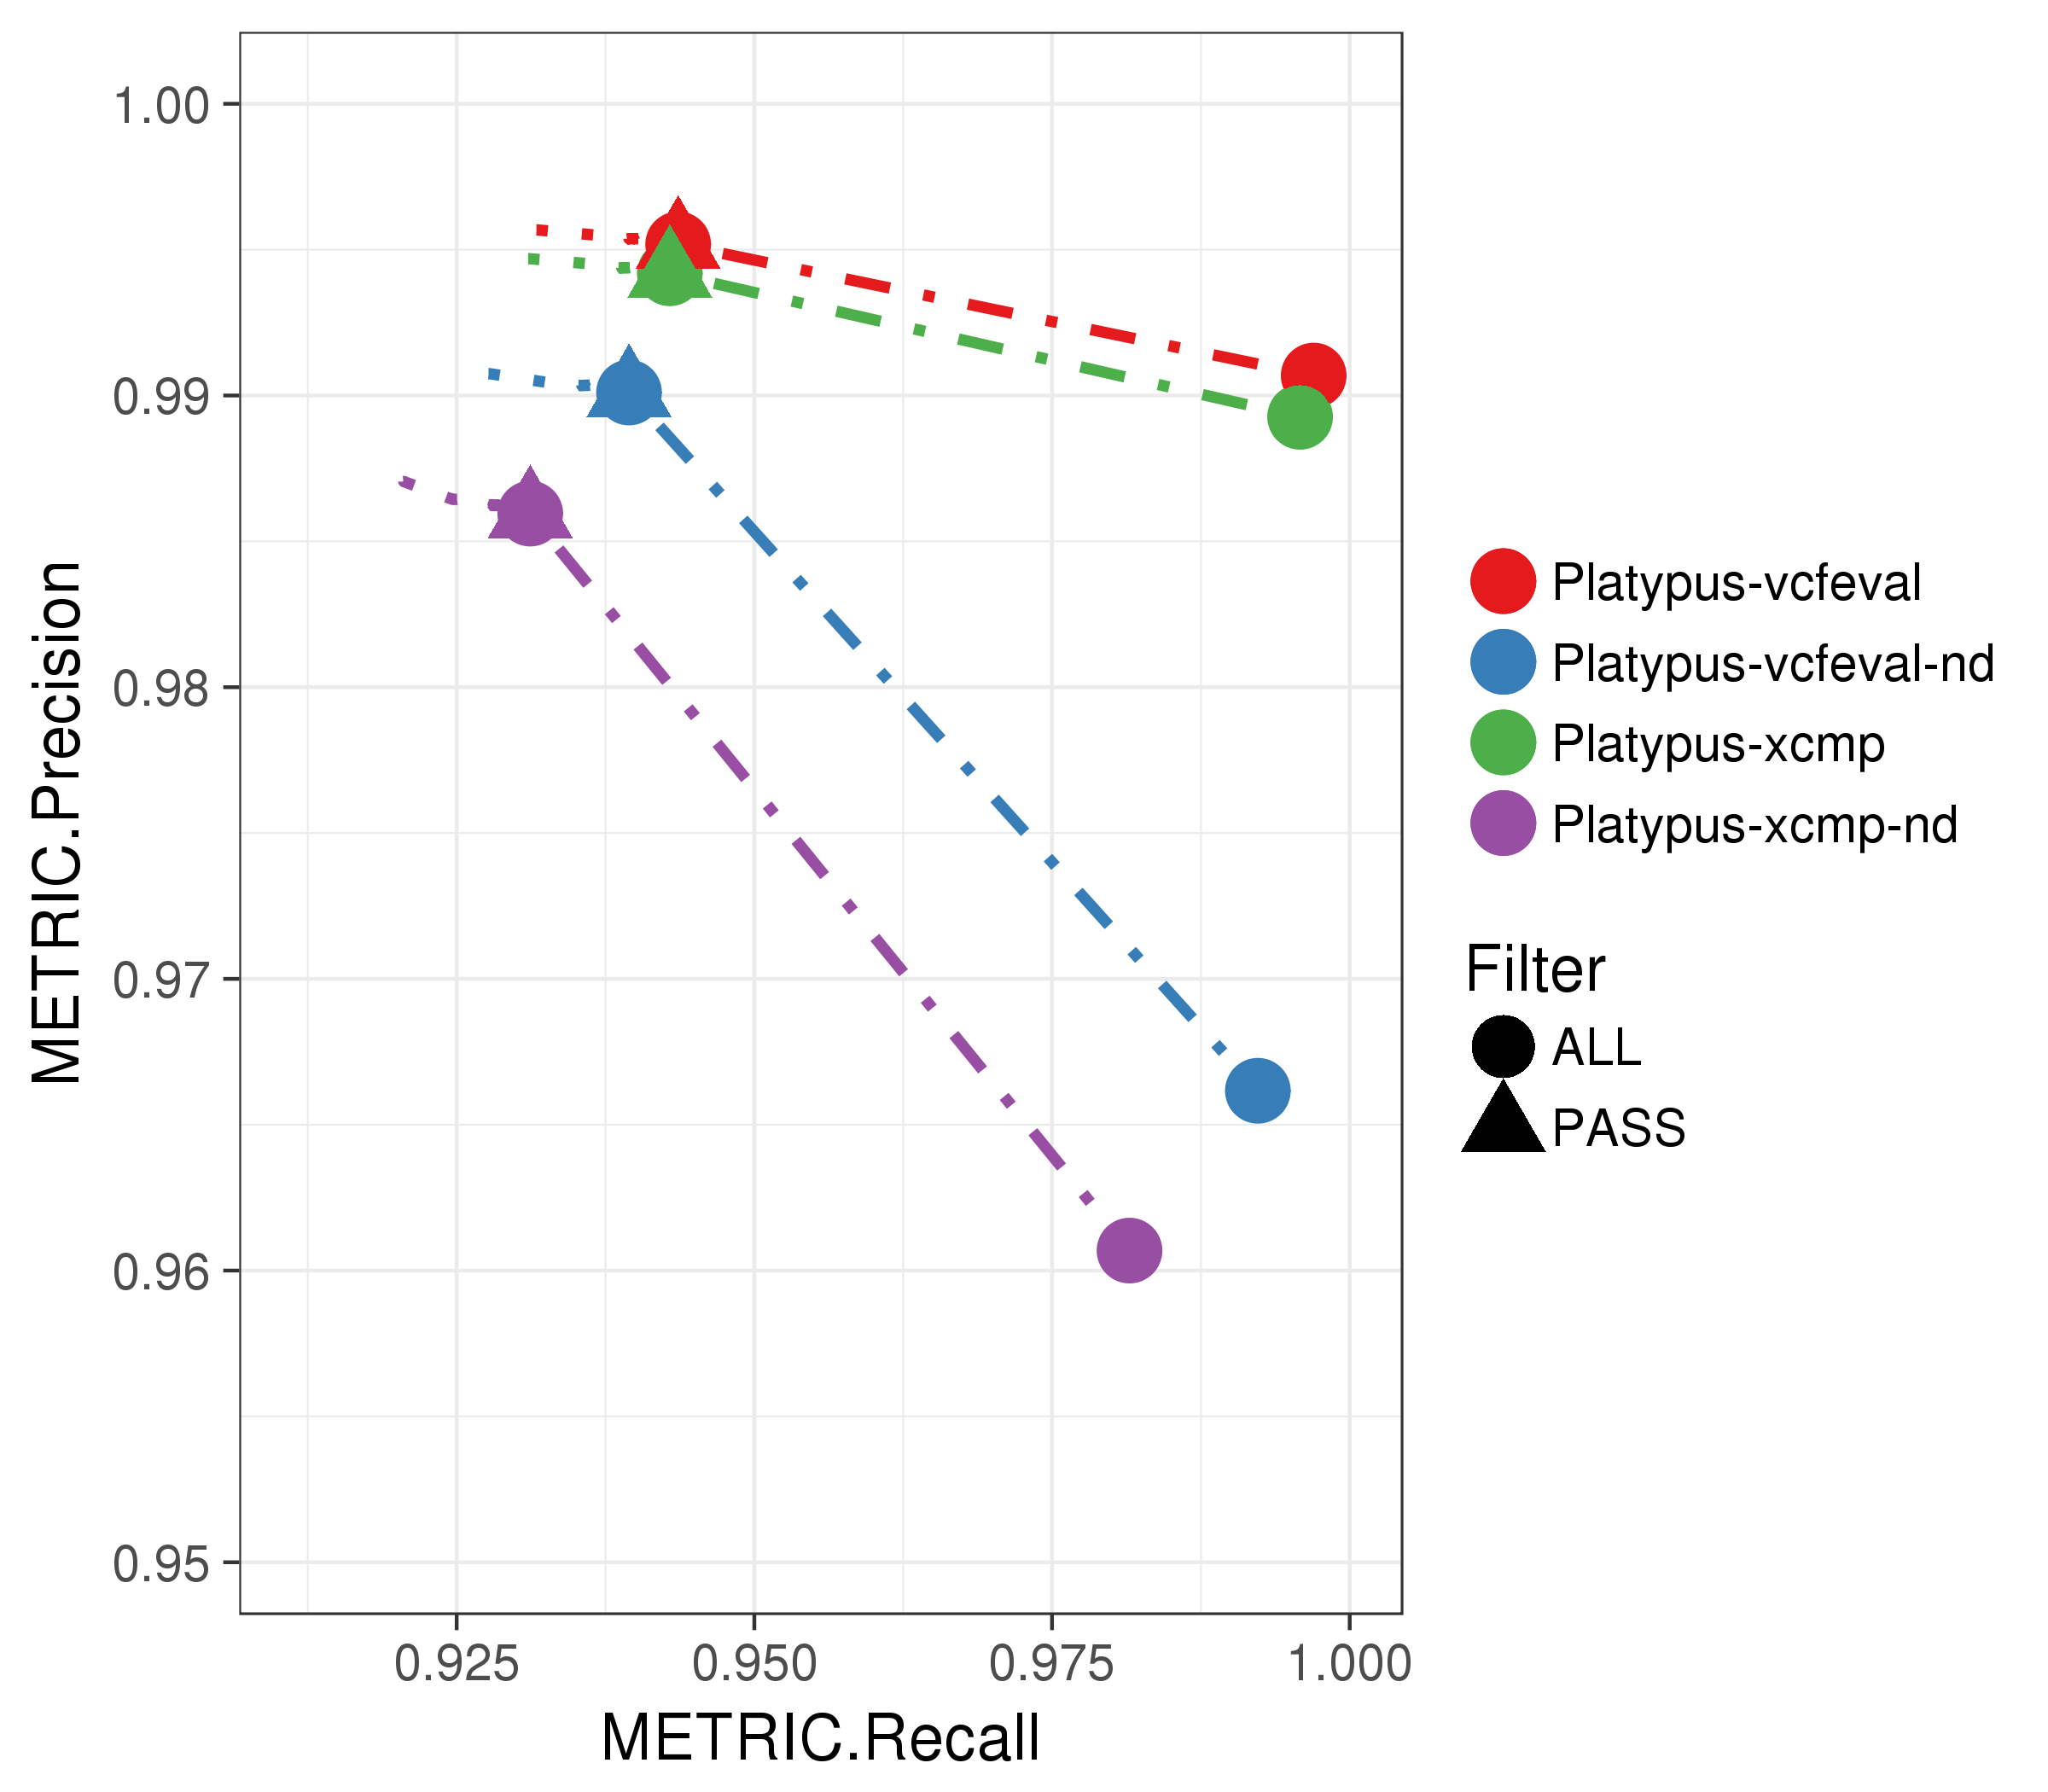 1.00
0.99
0.98
0.97
0.96
0.95
METRIC.Precision
0.925 0.950 0.975 1.000
METRIC.Recall
Platypus-vcfeval
Platypus-vcfeval-nd
Platypus-xcmp
Platypus-xcmp-nd
Filter
ALL
PASS